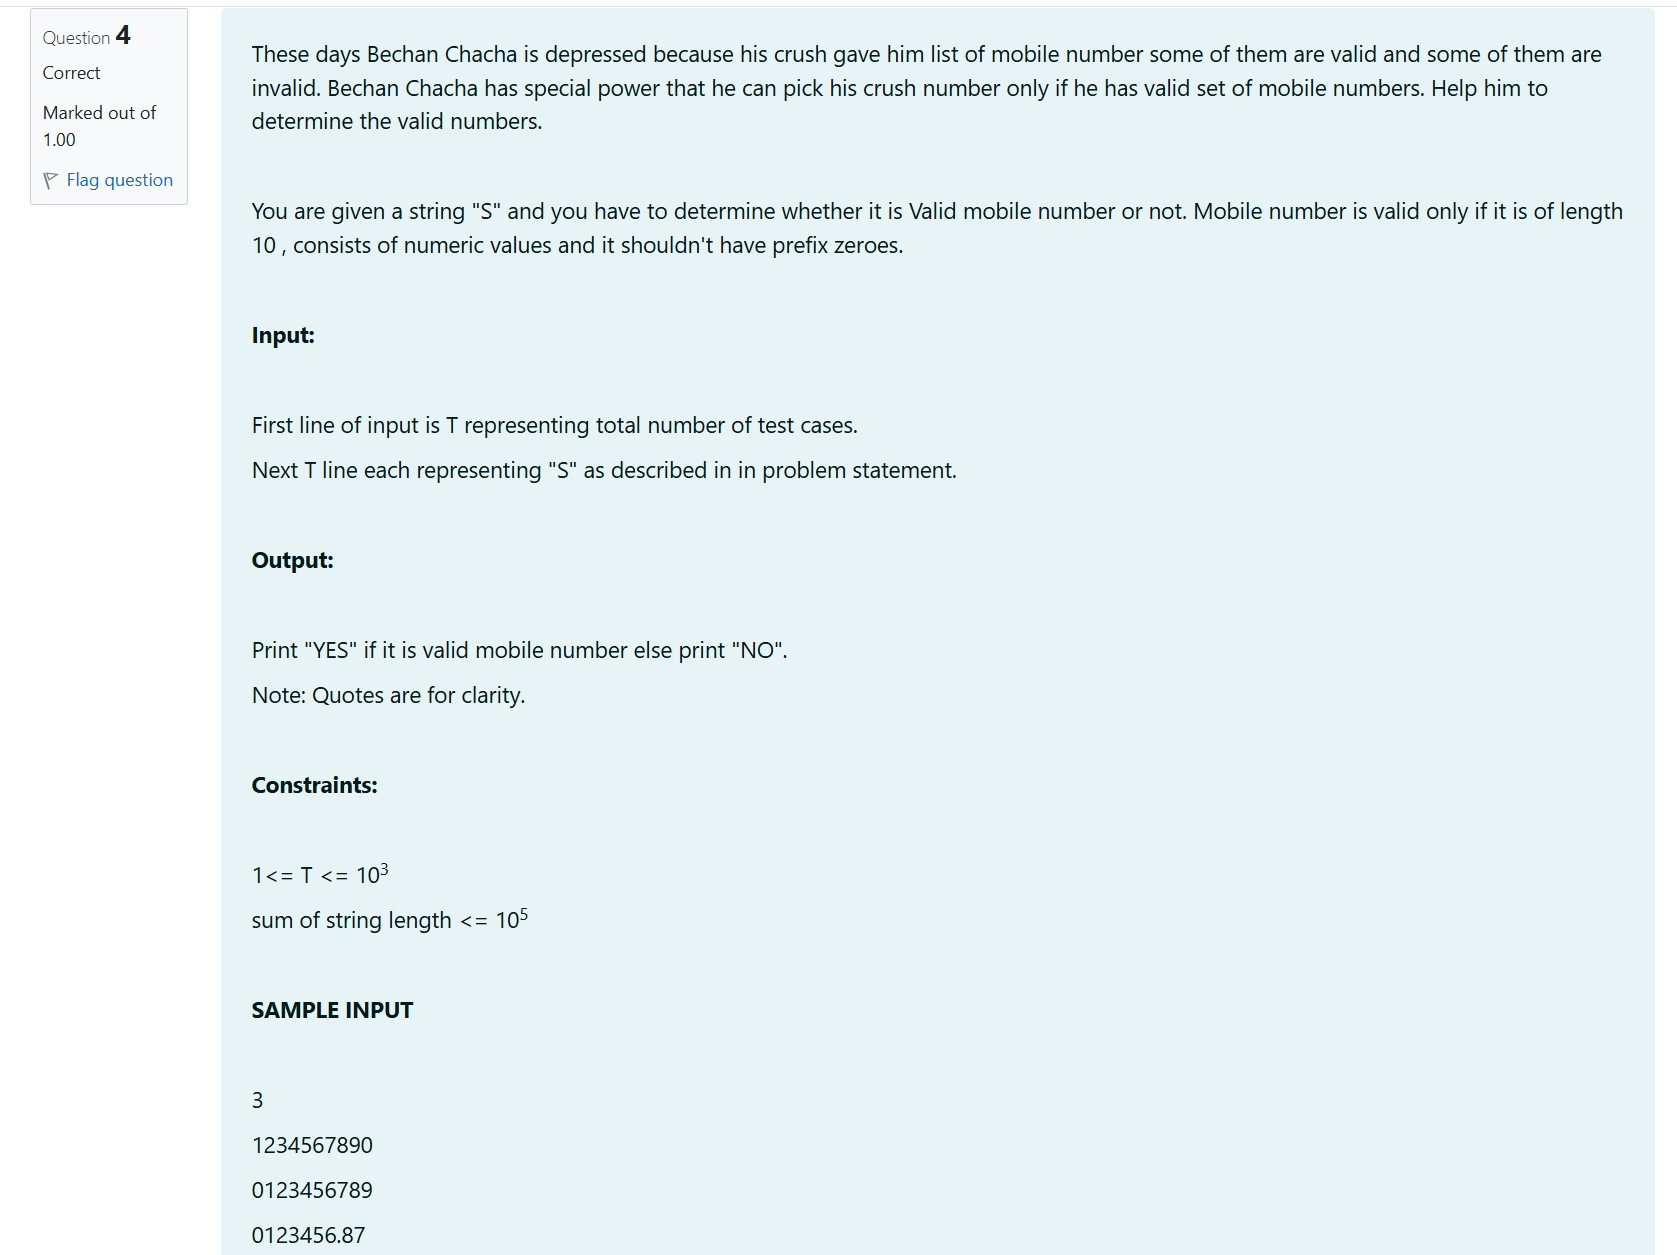 Question 4
Correct
Marked out of
1.00
Flag question
These days Bechan Chacha is depressed because his crush gave him list of mobile number some of them are valid and some of them are
invalid. Bechan Chacha has special power that he can pick his crush number only if he has valid set of mobile numbers. Help him to
determine the valid numbers.
You are given a string "S" and you have to determine whether it is Valid mobile number or not. Mobile number is valid only if it is of length
10 , consists of numeric values and it shouldn't have prefix zeroes.
Input:
First line of input is T representing total number of test cases.
Next T line each representing "S" as described in in problem statement.
Output:
Print "YES" if it is valid mobile number else print "NO".
Note: Quotes are for clarity.
Constraints:
1<= T <= 10³
sum of string length <= 10⁵
SAMPLE INPUT
3
1234567890
0123456789
0123456.87